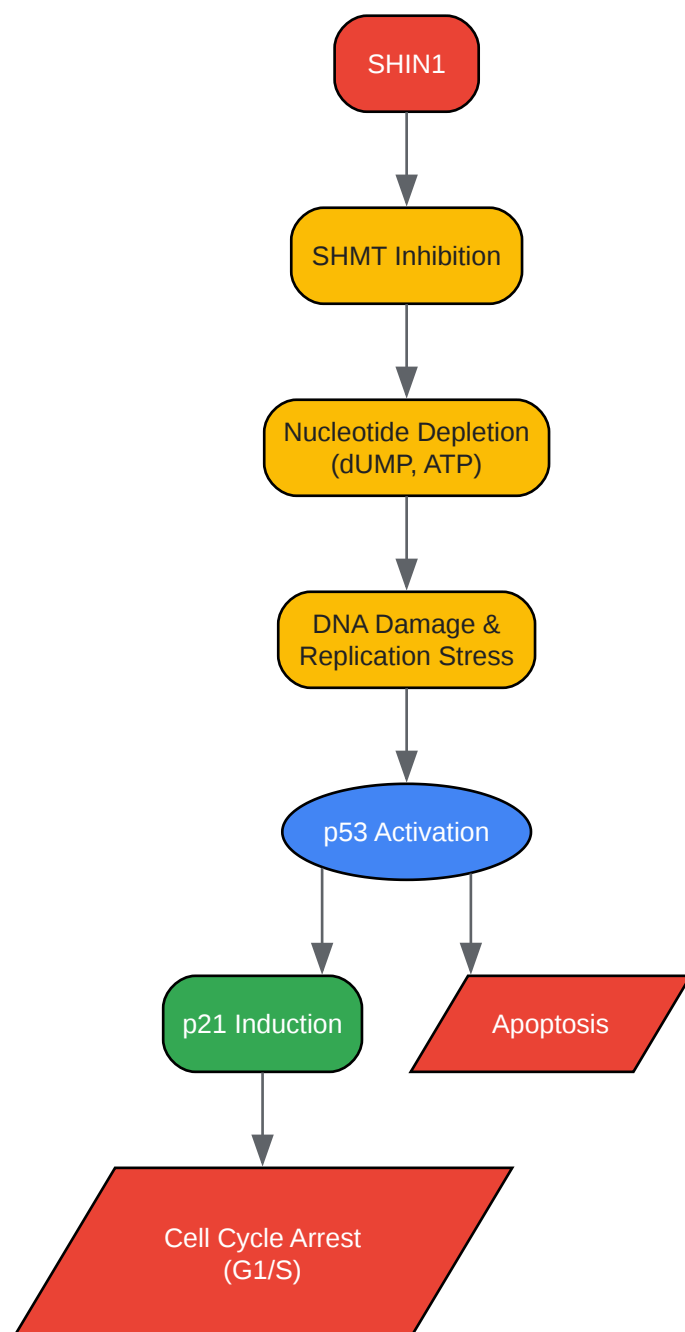 SHIN1
SHMT Inhibition
Nucleotide Depletion
(dUMP, ATP)
DNA Damage &
Replication Stress
p53 Activation
p21 Induction
Apoptosis
Cell Cycle Arrest
(G1/S)